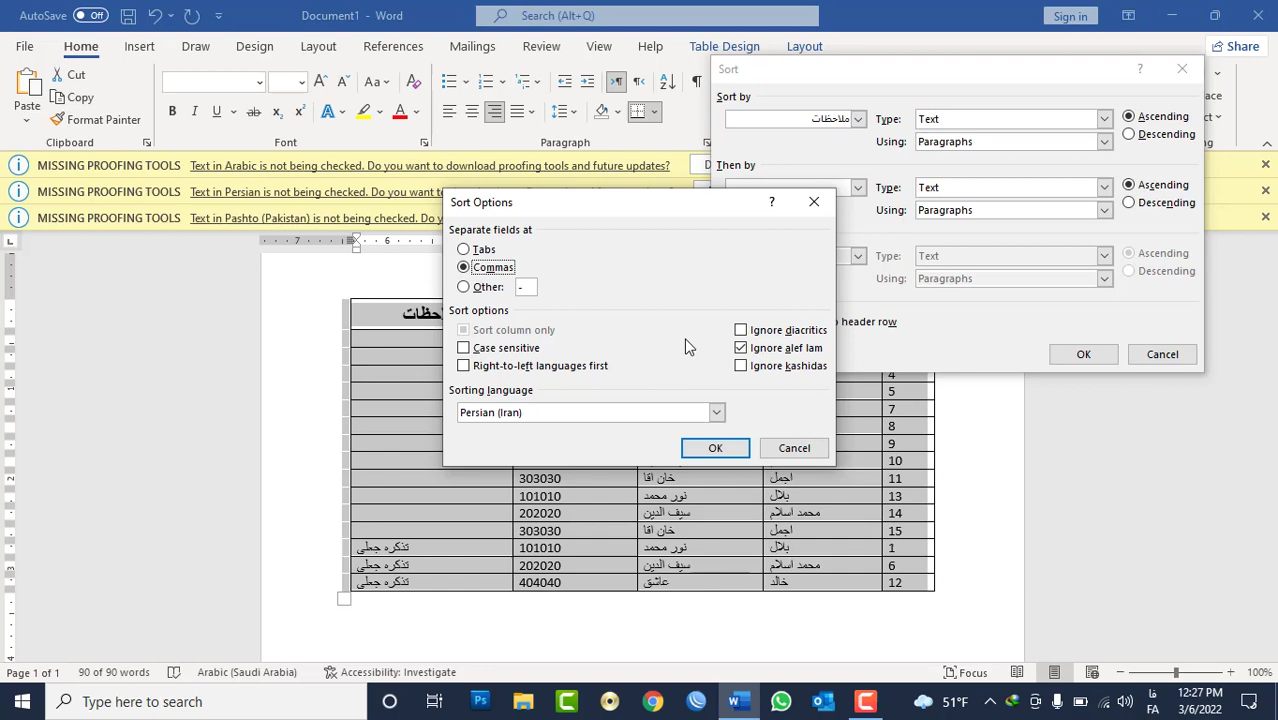 AutoSave Off Document1 - Word Search (Alt+Q) Sign in
File Home Insert Draw Design Layout References Mailings Review View Help Table Design Layout Share
Paste Cut Copy Format Painter
Clipboard Font
Sort
Sort by
ملاحظات Type: Text Ascending
Using: Paragraphs Descending
Then by
Type: Text Ascending
Using: Paragraphs Descending
Type: Text Ascending
Using: Paragraphs Descending
header row
OK Cancel
MISSING PROOFING TOOLS Text in Arabic is not being checked. Do you want to download proofing tools and future updates?
MISSING PROOFING TOOLS Text in Persian is not being checked. Do you want to
MISSING PROOFING TOOLS Text in Pashto (Pakistan) is not being checked. Do
Sort Options
Separate fields at
Tabs
Commas
Other: -
Sort options
Sort column only Ignore diacritics
Case sensitive Ignore alef lam
Right-to-left languages first Ignore kashidas
Sorting language
Persian (Iran)
OK Cancel
4
5
7
8
9
10
11 اجمل خان اقا 303030
13 بلال نور محمد 101010
14 محمد اسلام سیف الدین 202020
15 اجمل خان اقا 303030
1 بلال نور محمد 101010 تذکره جعلی
6 محمد اسلام سیف الدین 202020 تذکره جعلی
12 خالد عاشق 404040 تذکره جعلی
Page 1 of 1 90 of 90 words Arabic (Saudi Arabia) Accessibility: Investigate Focus 100%
Type here to search 51°F فا FA 12:27 PM 3/6/2022